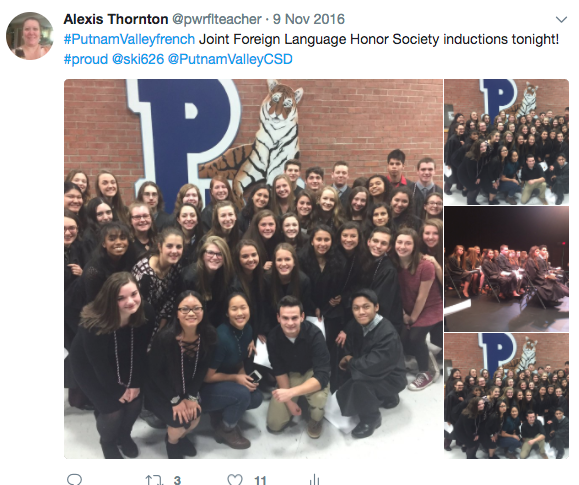 Alexis Thornton @pwrflteacher · 9 Nov 2016
#PutnamValleyfrench Joint Foreign Language Honor Society inductions tonight!
#proud @ski626 @PutnamValleyCSD
P
P
P
3 11